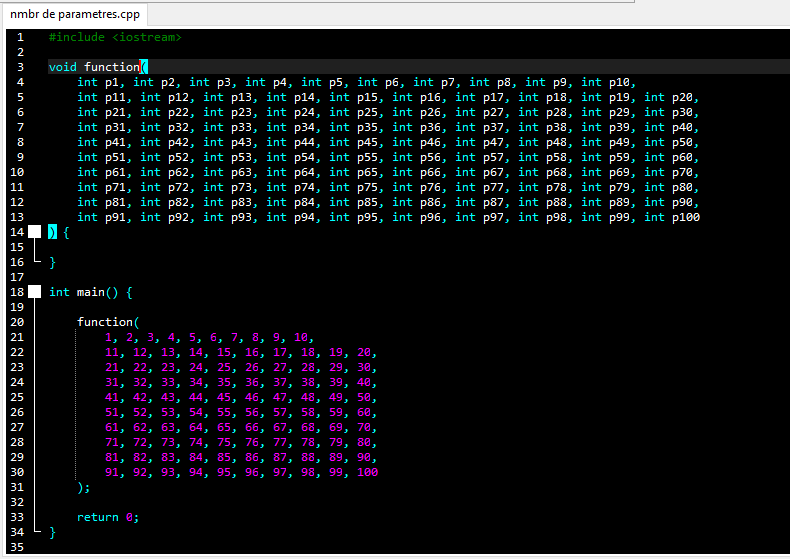 nmbr de parametres.cpp
1 #include <iostream>
2
3 void function(
4 int p1, int p2, int p3, int p4, int p5, int p6, int p7, int p8, int p9, int p10,
5 int p11, int p12, int p13, int p14, int p15, int p16, int p17, int p18, int p19, int p20,
6 int p21, int p22, int p23, int p24, int p25, int p26, int p27, int p28, int p29, int p30,
7 int p31, int p32, int p33, int p34, int p35, int p36, int p37, int p38, int p39, int p40,
8 int p41, int p42, int p43, int p44, int p45, int p46, int p47, int p48, int p49, int p50,
9 int p51, int p52, int p53, int p54, int p55, int p56, int p57, int p58, int p59, int p60,
10 int p61, int p62, int p63, int p64, int p65, int p66, int p67, int p68, int p69, int p70,
11 int p71, int p72, int p73, int p74, int p75, int p76, int p77, int p78, int p79, int p80,
12 int p81, int p82, int p83, int p84, int p85, int p86, int p87, int p88, int p89, int p90,
13 int p91, int p92, int p93, int p94, int p95, int p96, int p97, int p98, int p99, int p100
14 ) {
15
16 }
17
18 int main() {
19
20 function(
21 1, 2, 3, 4, 5, 6, 7, 8, 9, 10,
22 11, 12, 13, 14, 15, 16, 17, 18, 19, 20,
23 21, 22, 23, 24, 25, 26, 27, 28, 29, 30,
24 31, 32, 33, 34, 35, 36, 37, 38, 39, 40,
25 41, 42, 43, 44, 45, 46, 47, 48, 49, 50,
26 51, 52, 53, 54, 55, 56, 57, 58, 59, 60,
27 61, 62, 63, 64, 65, 66, 67, 68, 69, 70,
28 71, 72, 73, 74, 75, 76, 77, 78, 79, 80,
29 81, 82, 83, 84, 85, 86, 87, 88, 89, 90,
30 91, 92, 93, 94, 95, 96, 97, 98, 99, 100
31 );
32
33 return 0;
34 }
35